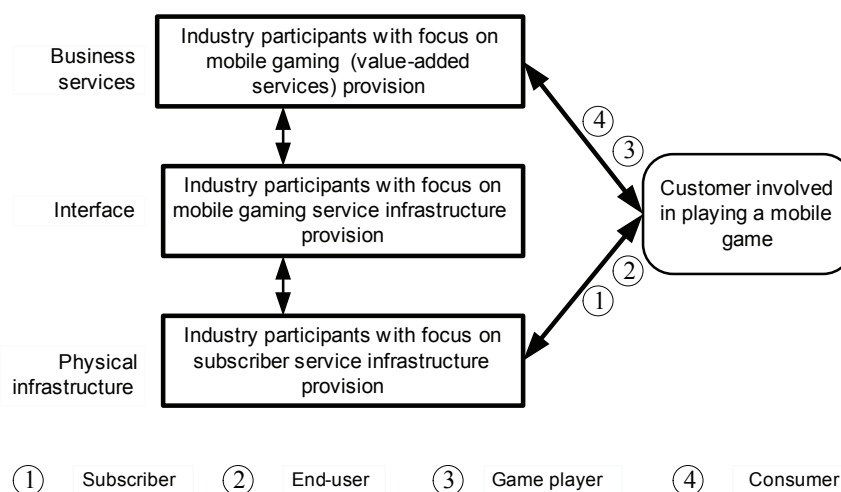 Business
services
Industry participants with focus on
mobile gaming (value-added
services) provision
④
③
Interface
Industry participants with focus on
mobile gaming service infrastructure
provision
Customer involved
in playing a mobile
game
②
①
Physical
infrastructure
Industry participants with focus on
subscriber service infrastructure
provision
① Subscriber ② End-user ③ Game player ④ Consumer